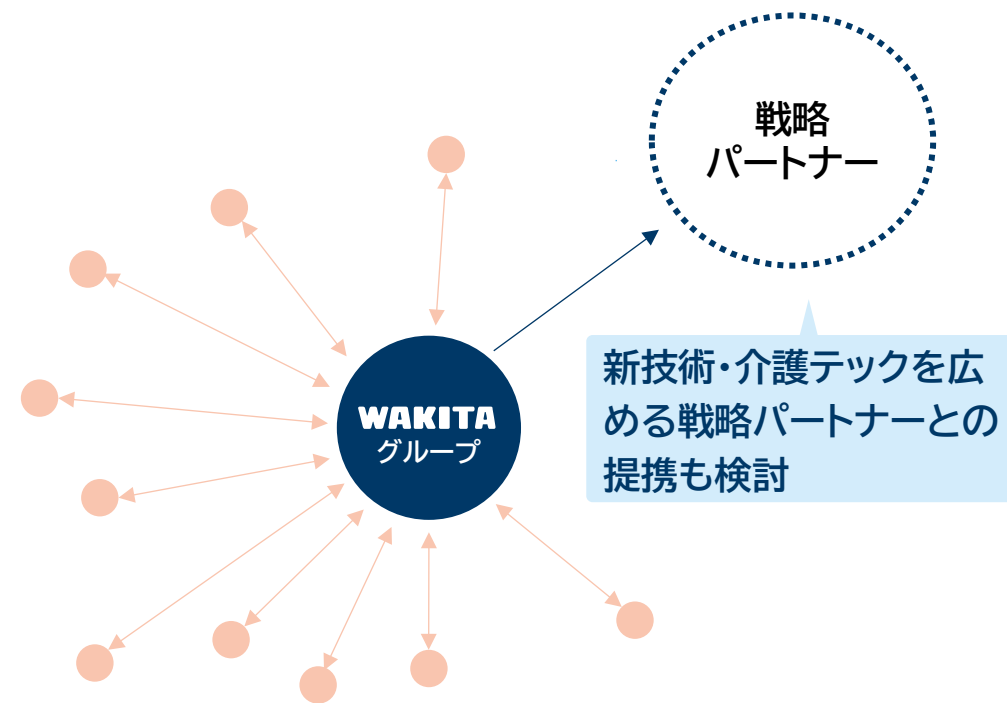 戦略
パートナー
WAKITA
グループ
新技術・介護テックを広
める戦略パートナーとの
提携も検討